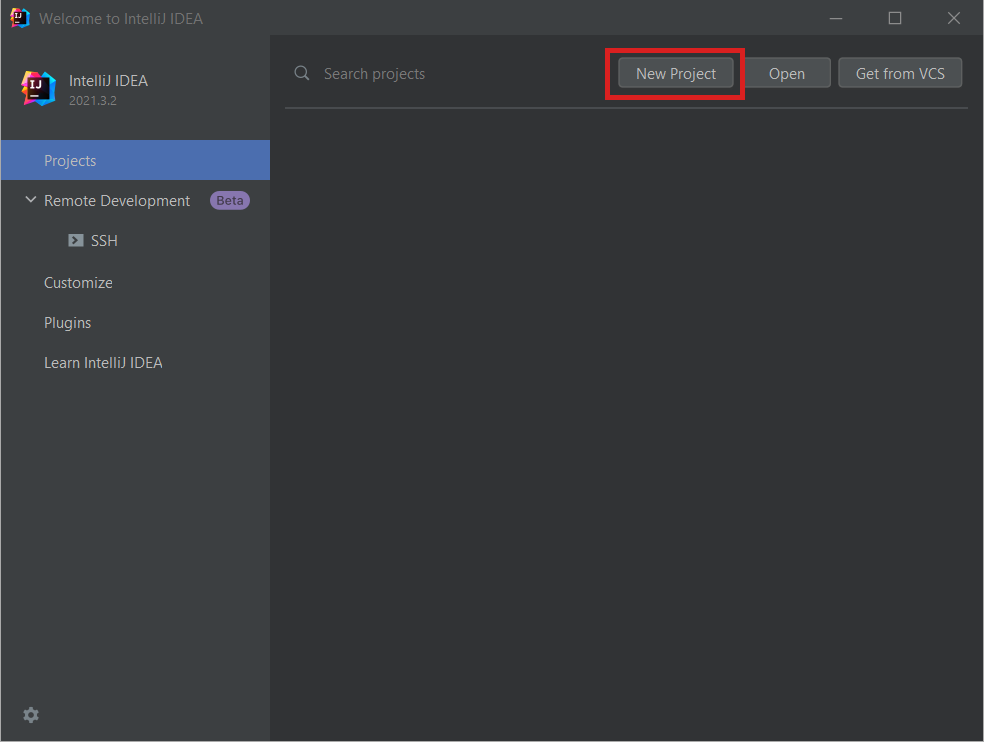 Welcome to IntelliJ IDEA
IJ
IntelliJ IDEA
2021.3.2
Search projects
New Project
Open
Get from VCS
Projects
Remote Development Beta
SSH
Customize
Plugins
Learn IntelliJ IDEA